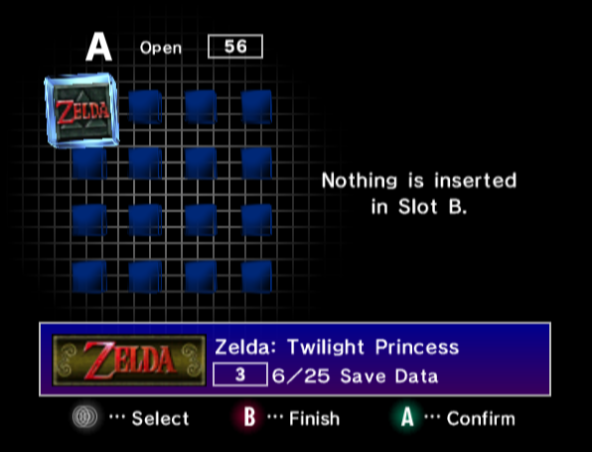 A Open 56
ZELDA
Nothing is inserted
in Slot B.
ZELDA
Zelda: Twilight Princess
3 6/25 Save Data
··· Select B ··· Finish A ··· Confirm